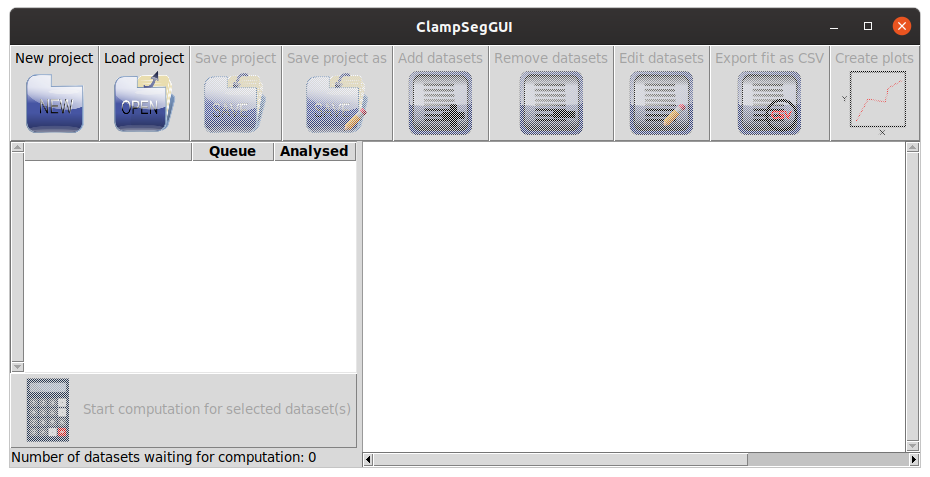 ClampSegGUI
New project Load project Save project Save project as Add datasets Remove datasets Edit datasets Export fit as CSV Create plots
NEW OPEN SAVE SAVE CSV Y X
Queue Analysed
Start computation for selected dataset(s)
Number of datasets waiting for computation: 0